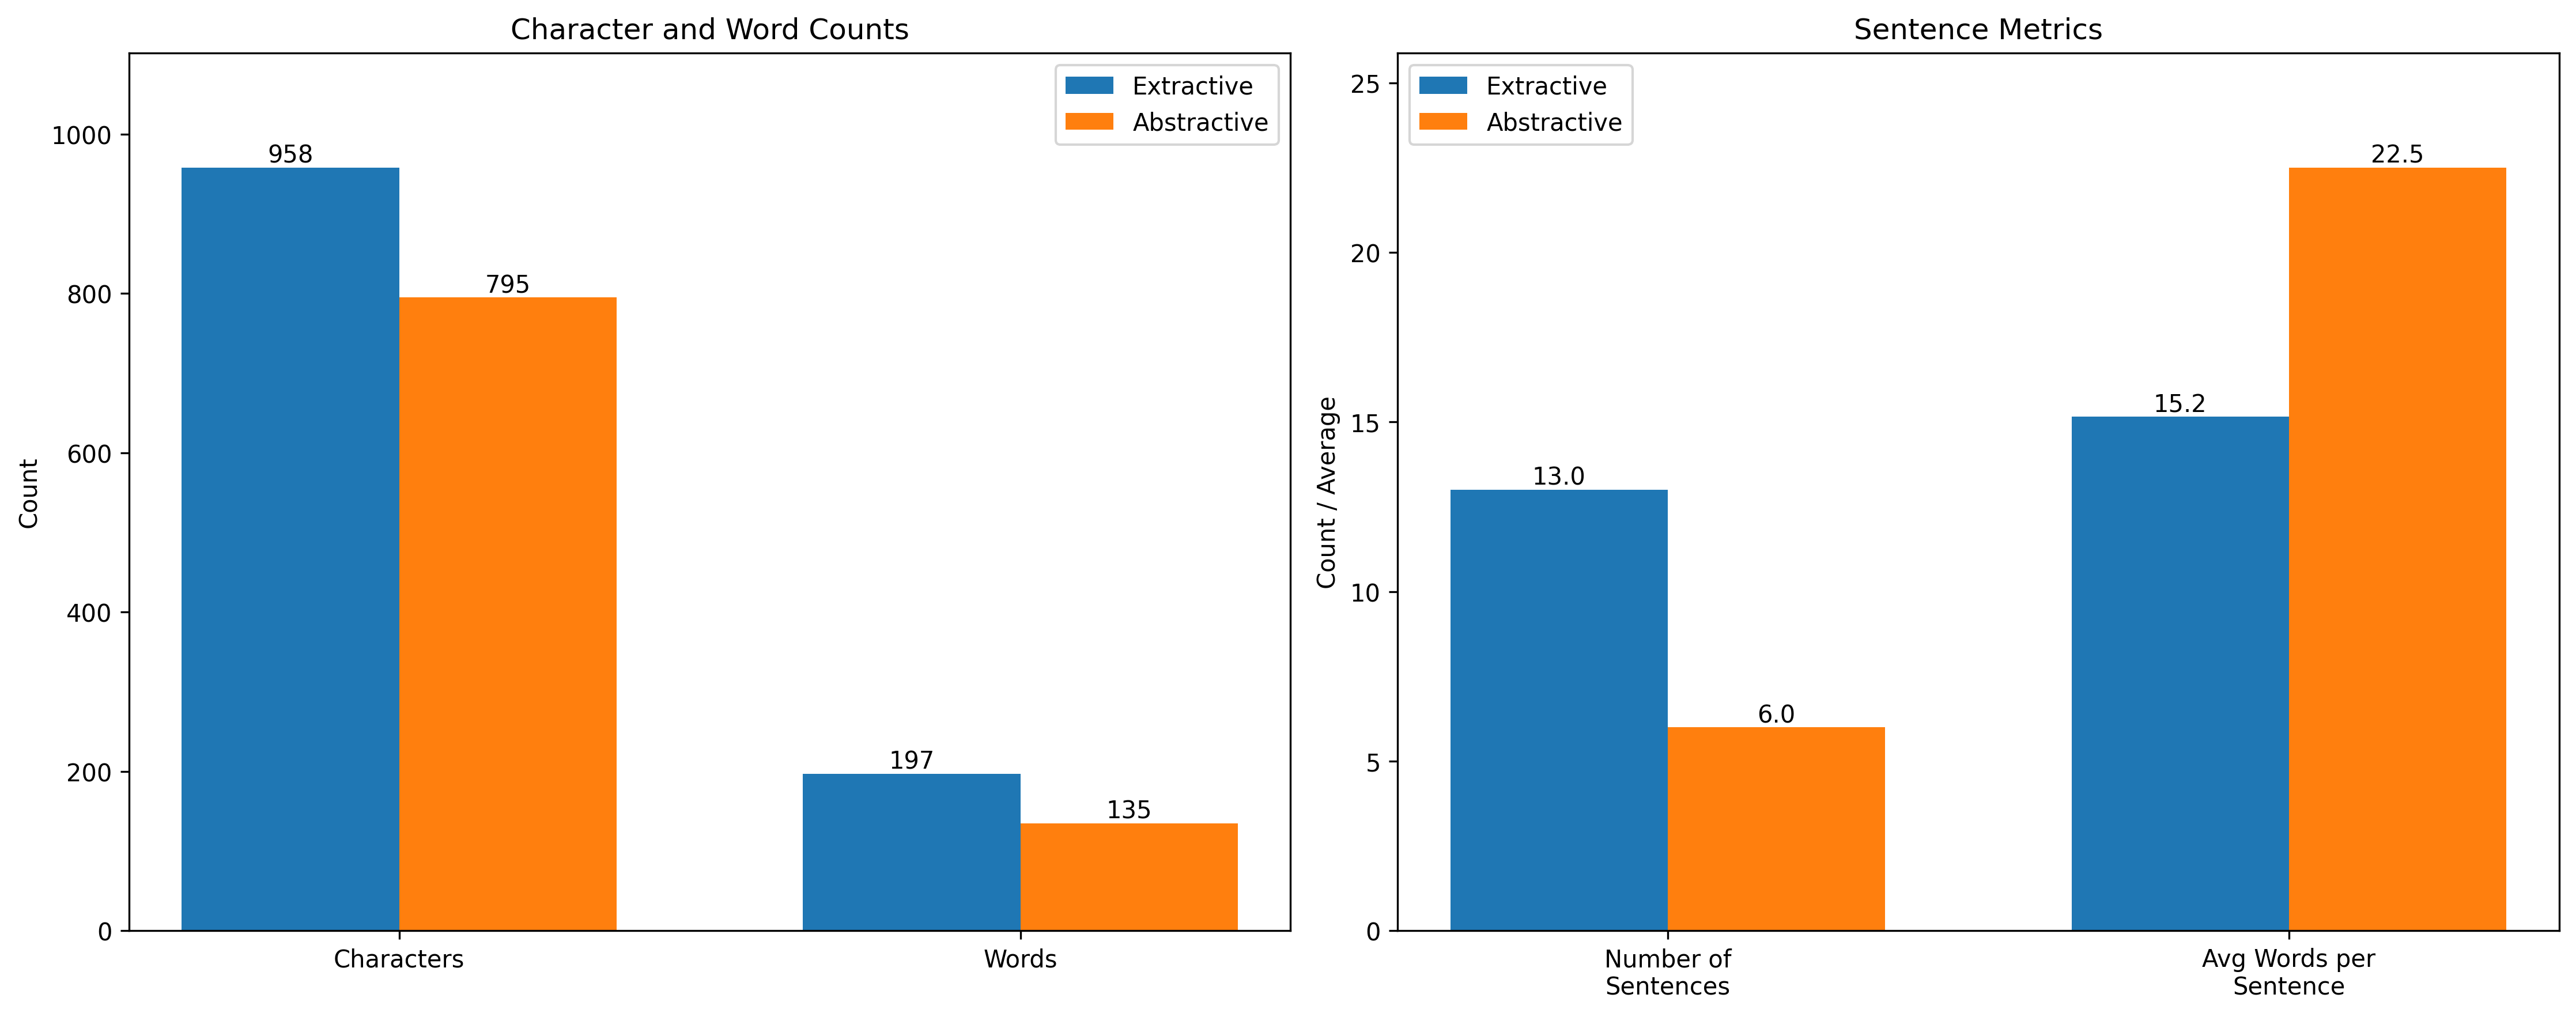 Character and Word Counts
Extractive
Abstractive
Count
1000
800
600
400
200
0
958
795
197
135
Characters
Words
Sentence Metrics
Extractive
Abstractive
Count / Average
25
20
15
10
5
0
13.0
6.0
15.2
22.5
Number of
Sentences
Avg Words per
Sentence